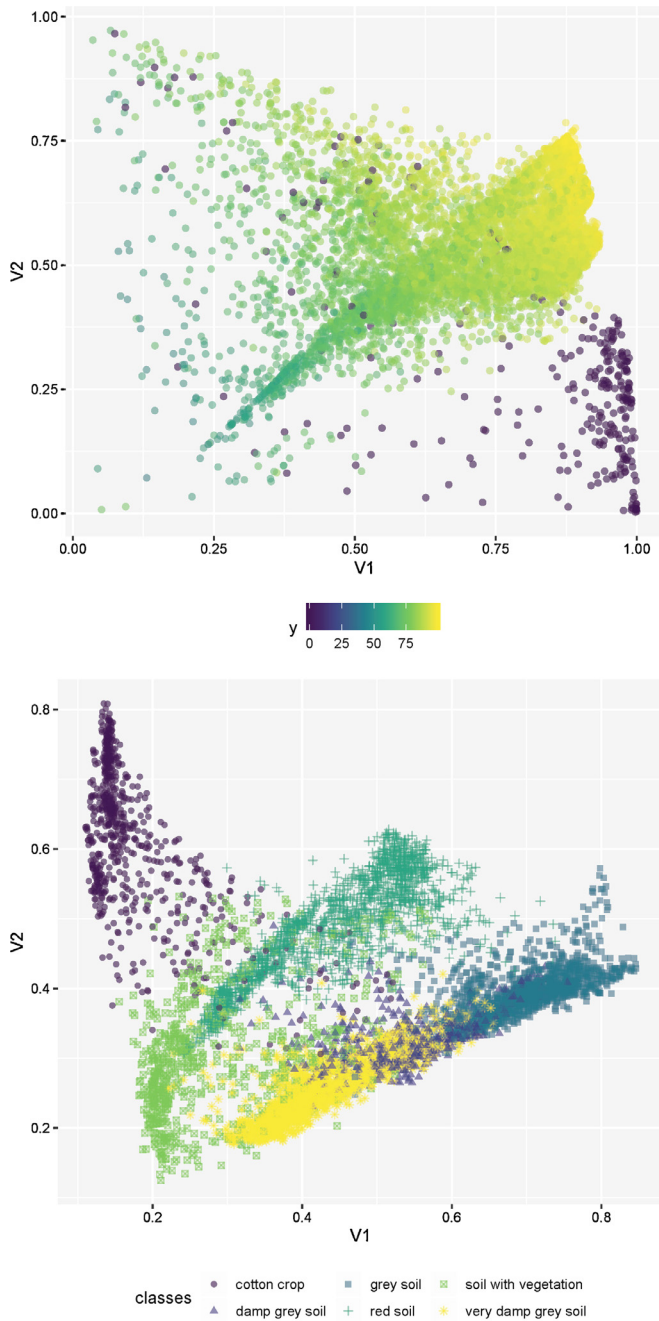 1.00
0.75
V2
0.50
0.25
0.00
0.00 0.25 0.50 0.75 1.00
V1
y
0 25 50 75
0.8
0.6
V2
0.4
0.2
0.2 0.4 0.6 0.8
V1
classes
cotton crop grey soil soil with vegetation
damp grey soil red soil very damp grey soil